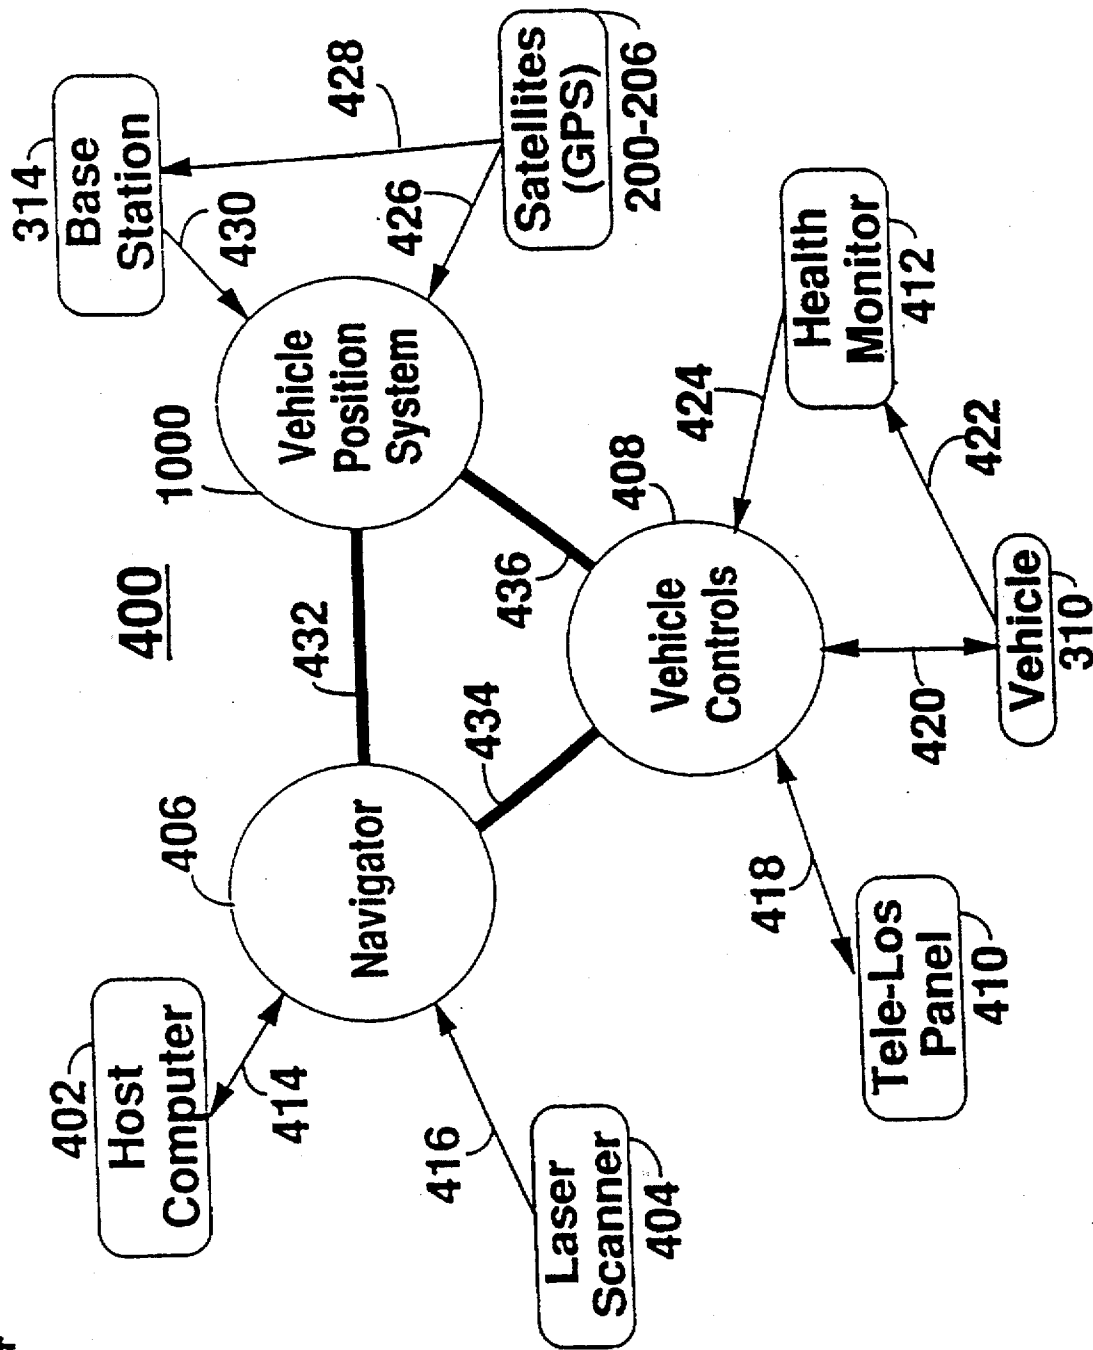 400
402
Host
Computer
414
406
Navigator
432
1000
Vehicle
Position
System
314
Base
Station
430
428
426
Satellites
(GPS)
200-206
416
Laser
Scanner
404
434
436
408
Vehicle
Controls
424
Health
Monitor
412
418
Tele-Los
Panel
410
420
422
Vehicle
310